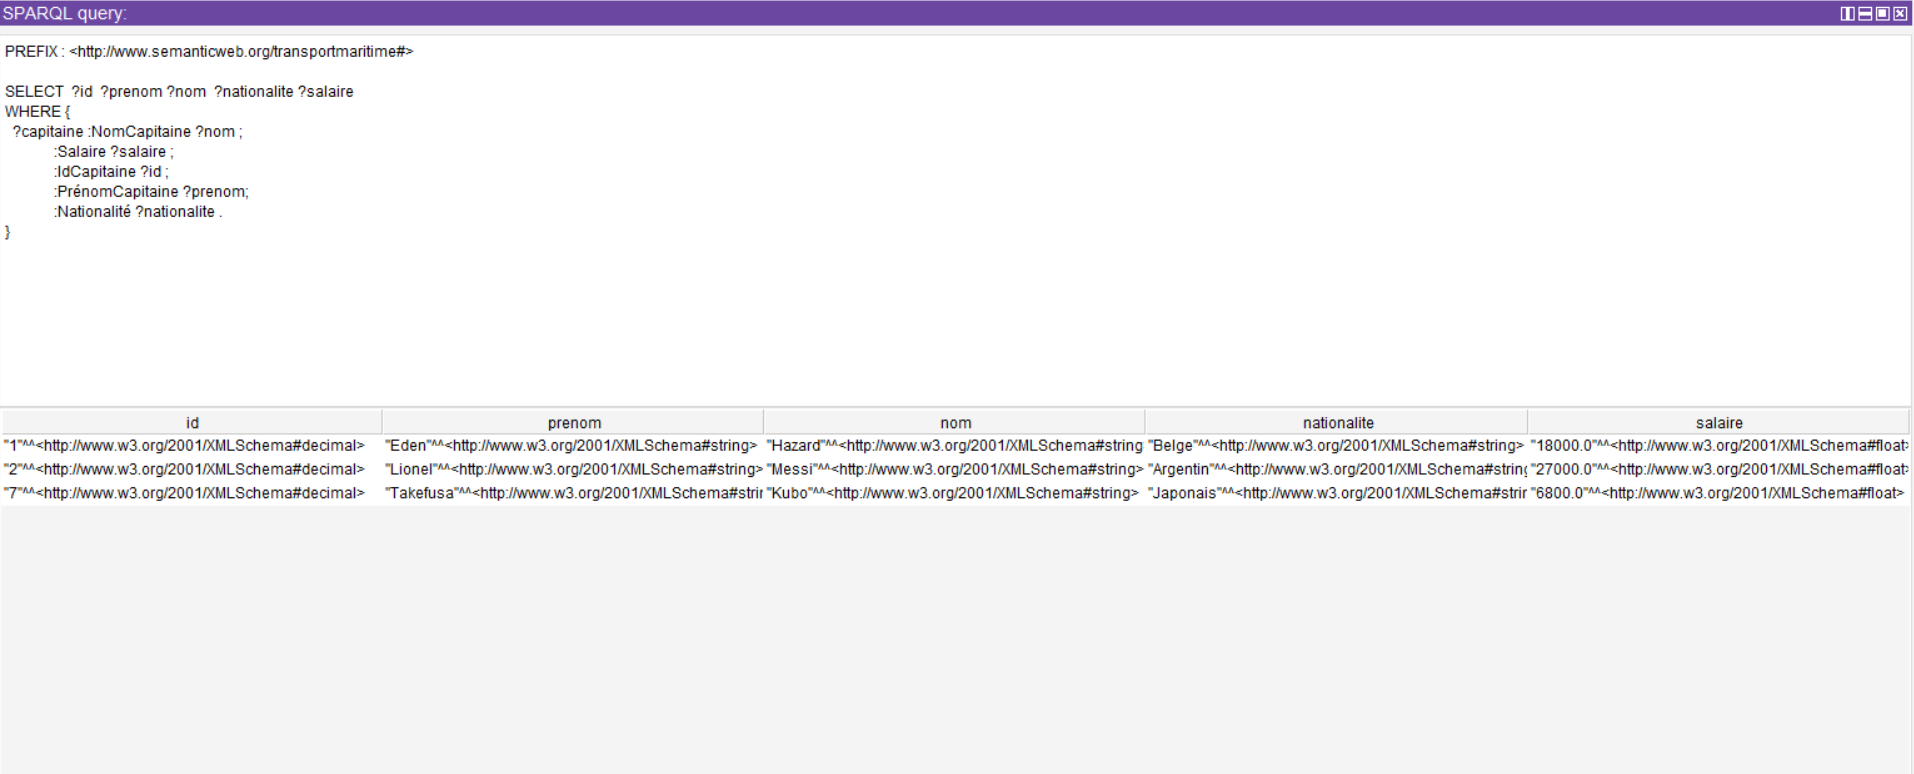 SPARQL query:
PREFIX : <http://www.semanticweb.org/transportmaritime#>
SELECT ?id ?prenom ?nom ?nationalite ?salaire
WHERE {
?capitaine :NomCapitaine ?nom ;
:Salaire ?salaire ;
:IdCapitaine ?id ;
:PrénomCapitaine ?prenom;
:Nationalité ?nationalite .
}
id prenom nom nationalite salaire
"1"^^<http://www.w3.org/2001/XMLSchema#decimal> "Eden"^^<http://www.w3.org/2001/XMLSchema#string> "Hazard"^^<http://www.w3.org/2001/XMLSchema#string "Belge"^^<http://www.w3.org/2001/XMLSchema#string> "18000.0"^^<http://www.w3.org/2001/XMLSchema#float>
"2"^^<http://www.w3.org/2001/XMLSchema#decimal> "Lionel"^^<http://www.w3.org/2001/XMLSchema#string> "Messi"^^<http://www.w3.org/2001/XMLSchema#string> "Argentin"^^<http://www.w3.org/2001/XMLSchema#string "27000.0"^^<http://www.w3.org/2001/XMLSchema#float>
"7"^^<http://www.w3.org/2001/XMLSchema#decimal> "Takefusa"^^<http://www.w3.org/2001/XMLSchema#strin "Kubo"^^<http://www.w3.org/2001/XMLSchema#string> "Japonais"^^<http://www.w3.org/2001/XMLSchema#strin "6800.0"^^<http://www.w3.org/2001/XMLSchema#float>